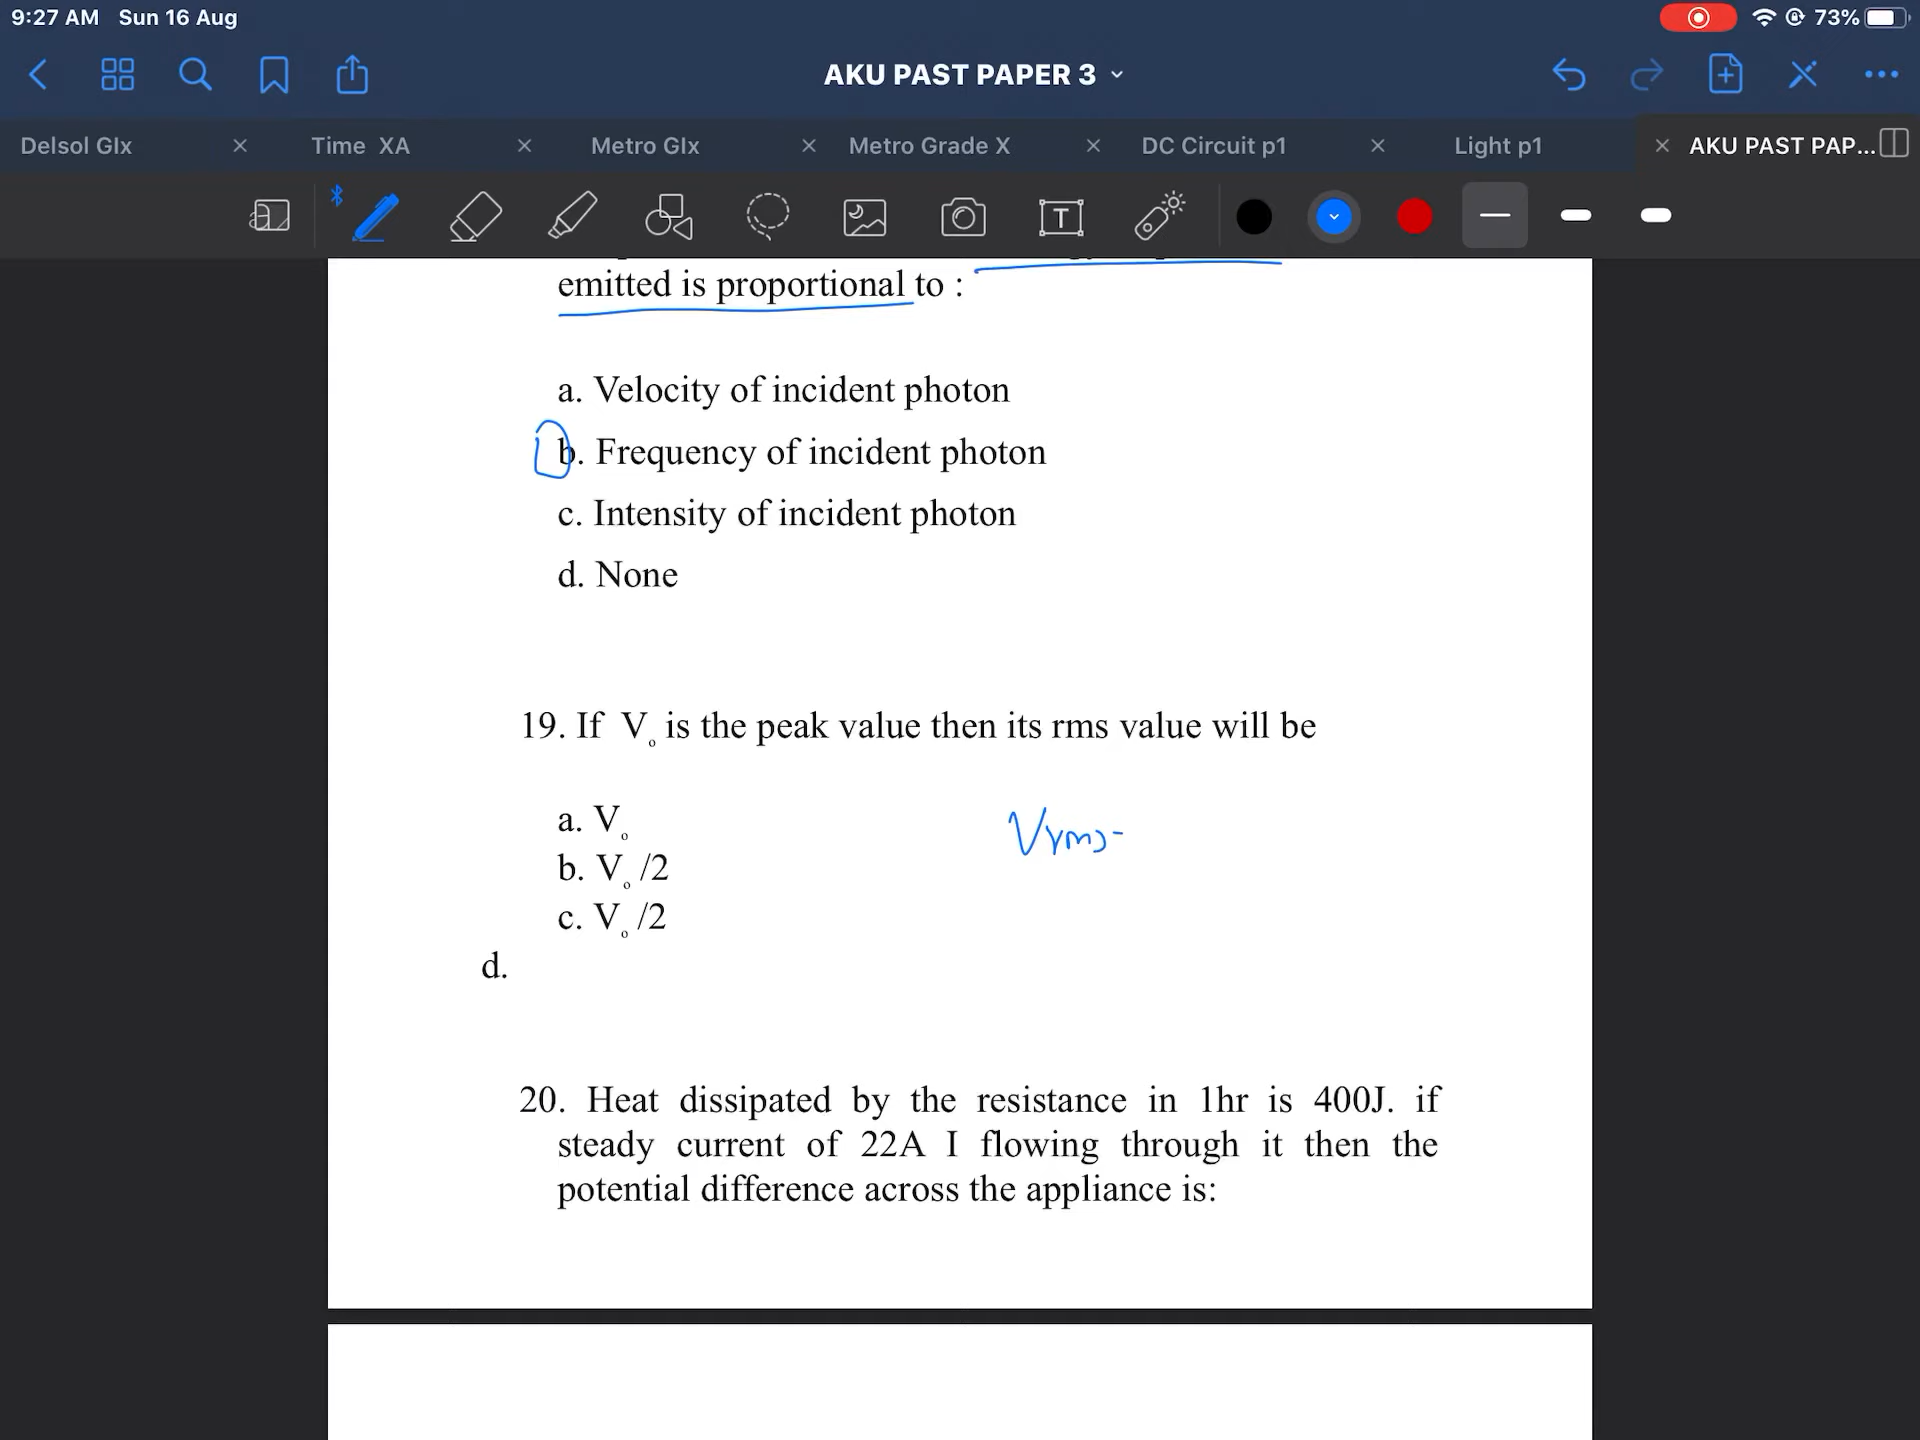 9:27 AM Sun 16 Aug 73%
AKU PAST PAPER 3
Delsol GIx Time XA Metro GIx Metro Grade X DC Circuit p1 Light p1 AKU PAST PAP...
emitted is proportional to :
a. Velocity of incident photon
b. Frequency of incident photon
c. Intensity of incident photon
d. None
19. If V₀ is the peak value then its rms value will be
a. V₀
Vrms-
b. V₀ /2
c. V₀ /2
d.
20. Heat dissipated by the resistance in 1hr is 400J. if
steady current of 22A I flowing through it then the
potential difference across the appliance is: